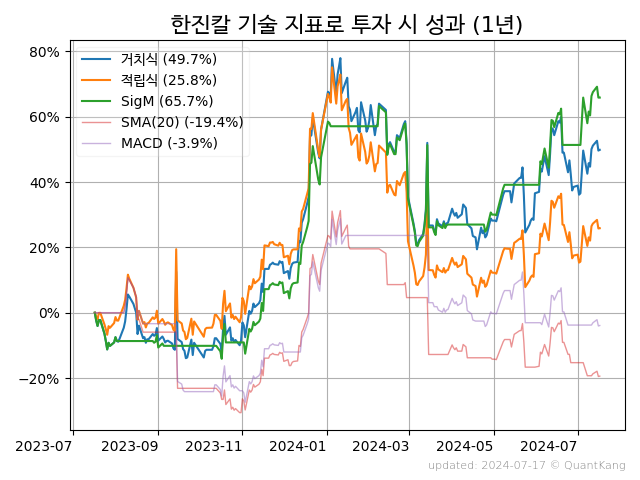 한진칼 기술 지표로 투자 시 성과 (1년)
80%
60%
40%
20%
0%
−20%
거치식 (49.7%)
적립식 (25.8%)
SigM (65.7%)
SMA(20) (-19.4%)
MACD (-3.9%)
2023-07 2023-09 2023-11 2024-01 2024-03 2024-05 2024-07
updated: 2024-07-17 © QuantKang